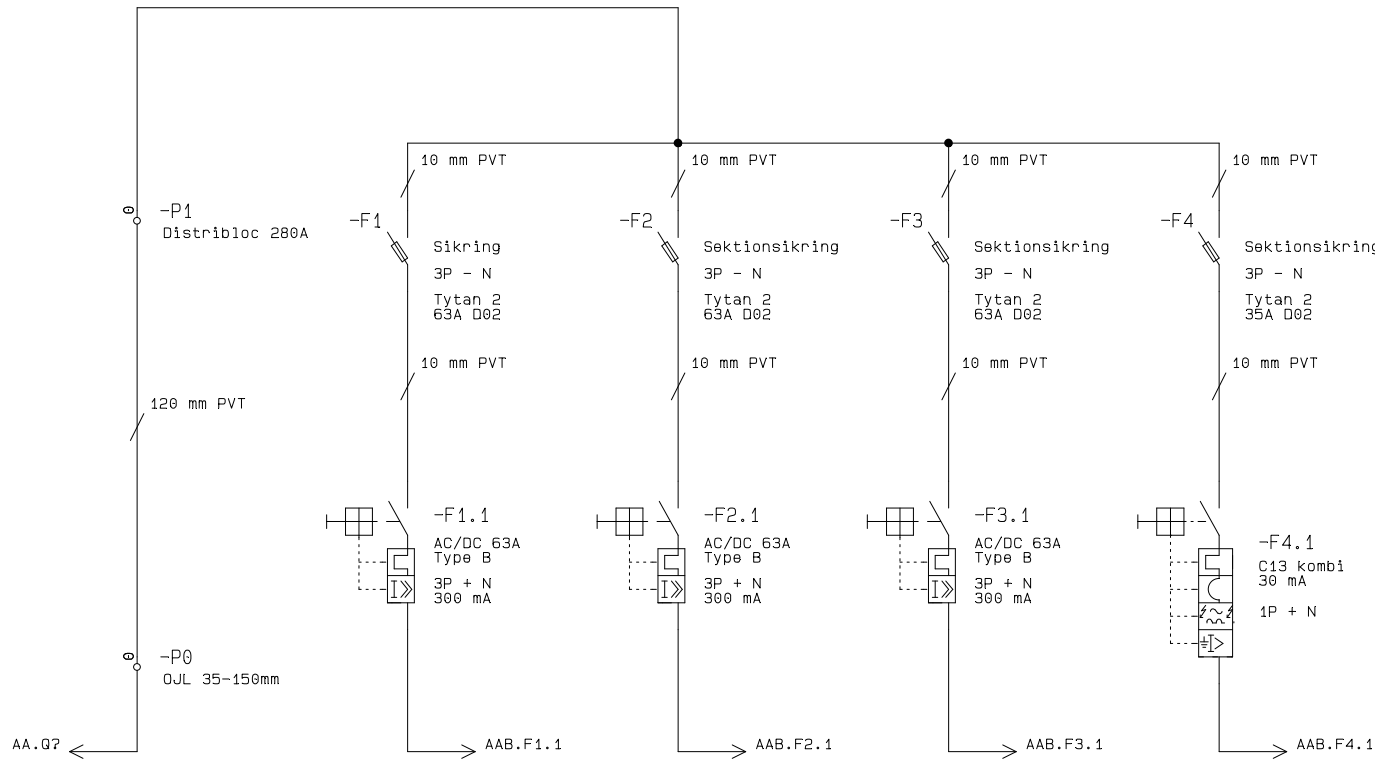 10 mm PVT
10 mm PVT
10 mm PVT
10 mm PVT
0
-P1
Distribloc 280A
-F1
Sikring
3P - N
Tytan 2
63A D02
-F2
Sektionsikring
3P - N
Tytan 2
63A D02
-F3
Sektionsikring
3P - N
Tytan 2
63A D02
-F4
Sektionsikring
3P - N
Tytan 2
35A D02
10 mm PVT
10 mm PVT
10 mm PVT
10 mm PVT
120 mm PVT
-F1.1
AC/DC 63A
Type B
3P + N
300 mA
-F2.1
AC/DC 63A
Type B
3P + N
300 mA
-F3.1
AC/DC 63A
Type B
3P + N
300 mA
-F4.1
C13 kombi
30 mA
1P + N
0
-P0
OJL 35-150mm
AA.Q7
AAB.F1.1
AAB.F2.1
AAB.F3.1
AAB.F4.1